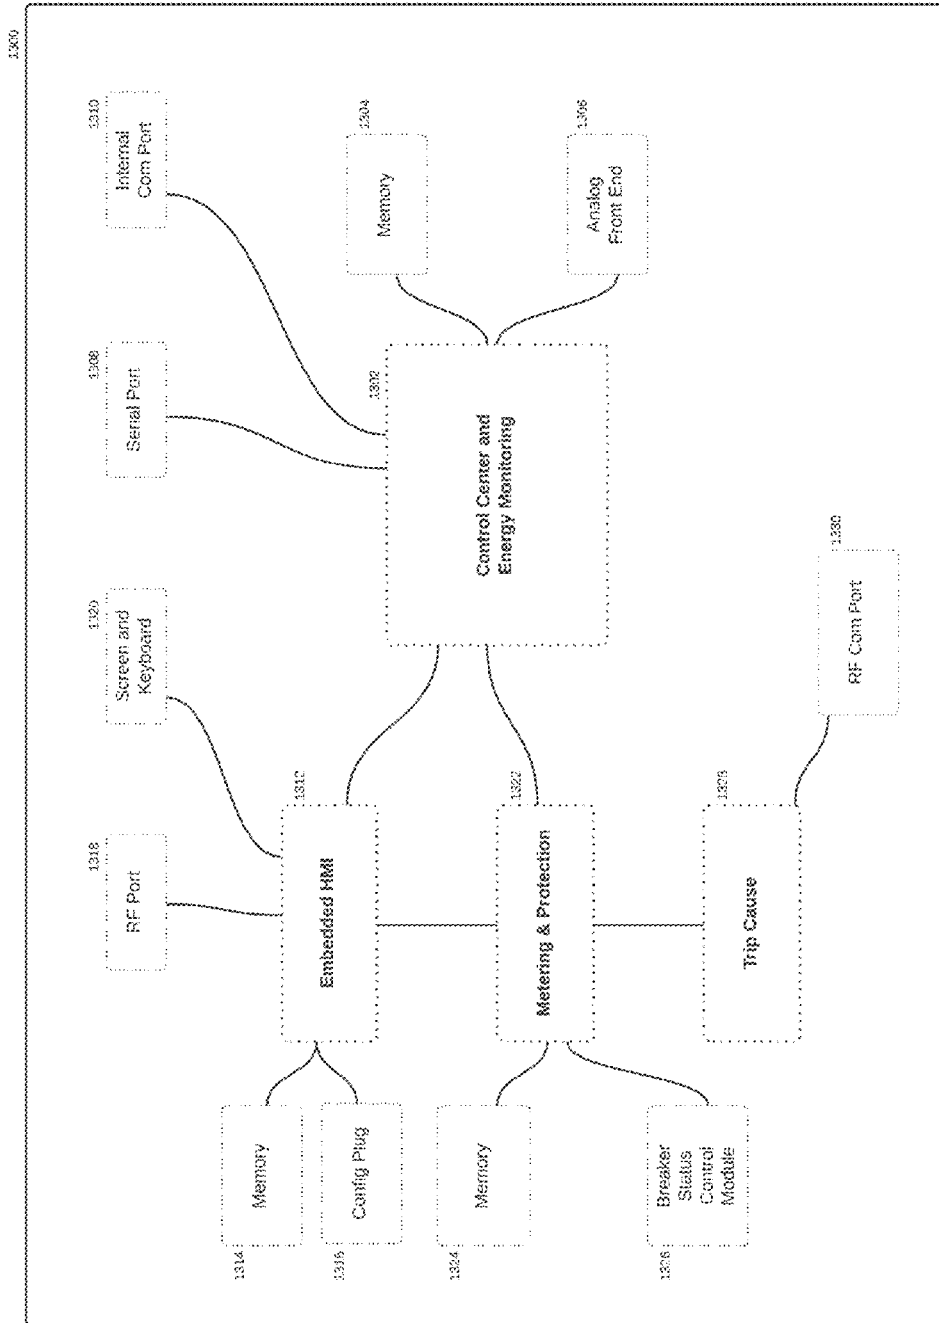 1300
1318
RF Port
1320
Screen and
Keyboard
1308
Serial Port
1310
Internal
Com Port
1314
Memory
1316
Config Plug
1312
Embedded HMI
1304
Memory
1302
Control Center and
Energy Monitoring
1306
Analog
Front End
1324
Memory
1322
Metering & Protection
1326
Breaker
Status
Control
Module
1328
Trip Cause
1330
RF Com Port